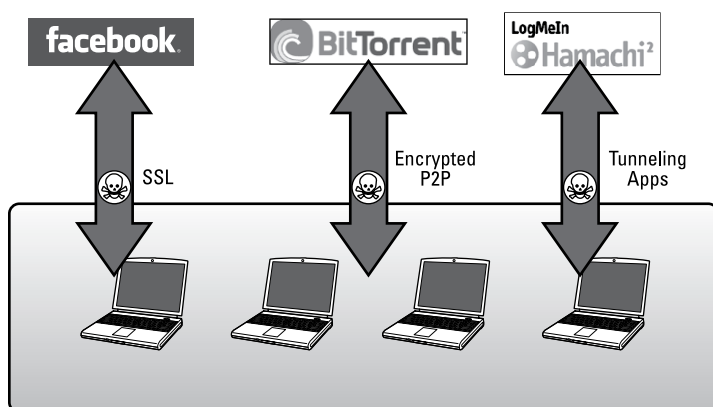 facebook.
BitTorrent
LogMeIn
Hamachi²
SSL
Encrypted
P2P
Tunneling
Apps